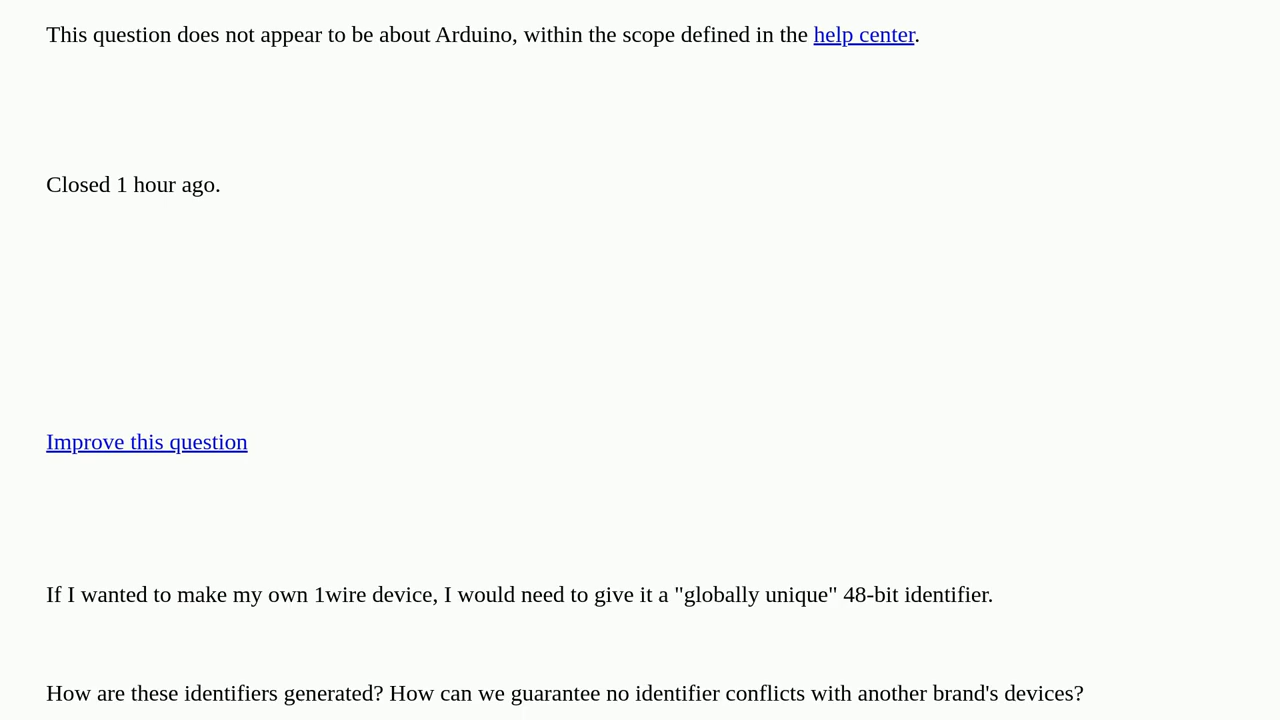 This question does not appear to be about Arduino, within the scope defined in the help center.
Closed 1 hour ago.
Improve this question
If I wanted to make my own 1wire device, I would need to give it a "globally unique" 48-bit identifier.
How are these identifiers generated? How can we guarantee no identifier conflicts with another brand's devices?